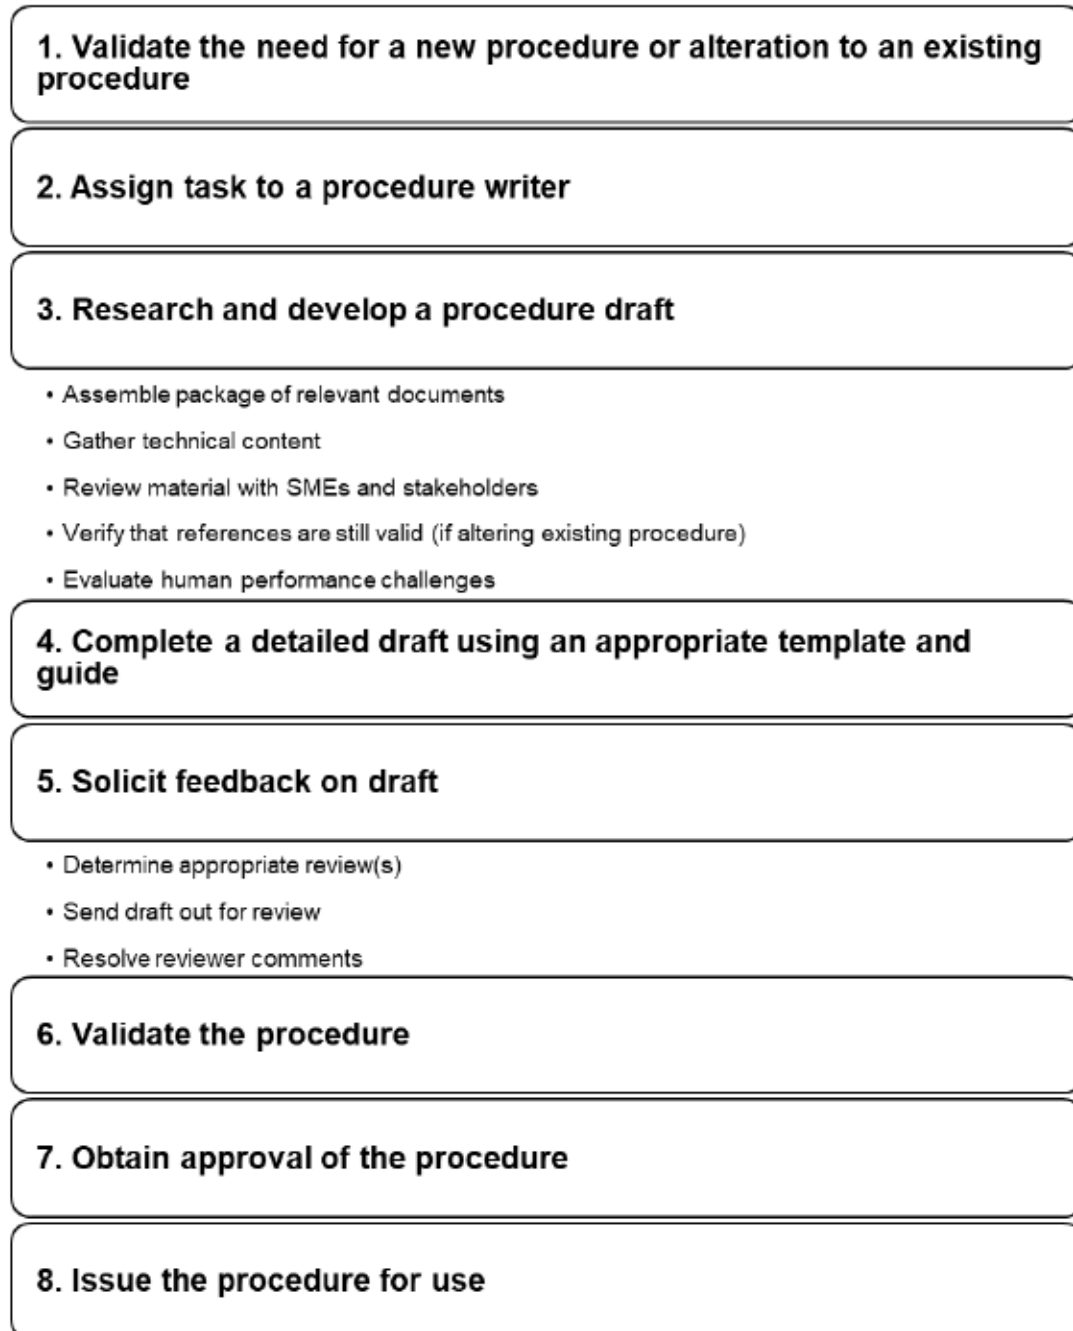 1. Validate the need for a new procedure or alteration to an existing
procedure
2. Assign task to a procedure writer
3. Research and develop a procedure draft
• Assemble package of relevant documents
• Gather technical content
• Review material with SMEs and stakeholders
• Verify that references are still valid (if altering existing procedure)
• Evaluate human performance challenges
4. Complete a detailed draft using an appropriate template and
guide
5. Solicit feedback on draft
• Determine appropriate review(s)
• Send draft out for review
• Resolve reviewer comments
6. Validate the procedure
7. Obtain approval of the procedure
8. Issue the procedure for use